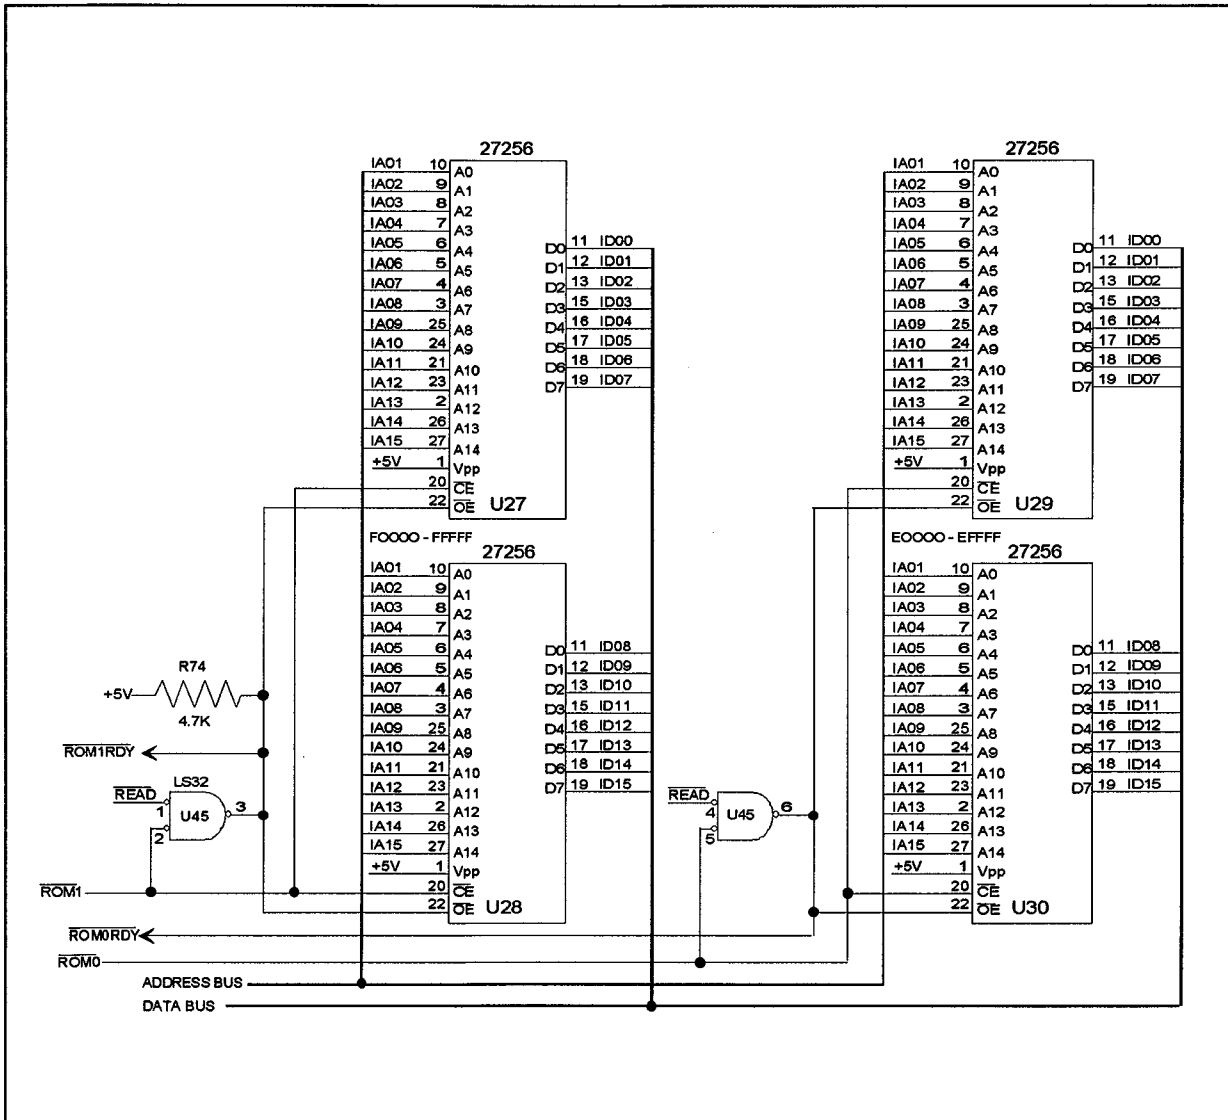 27256
IA01 10 A0
IA02 9 A1
IA03 8 A2
IA04 7 A3
IA05 6 A4
IA06 5 A5
IA07 4 A6
IA08 3 A7
IA09 25 A8
IA10 24 A9
IA11 21 A10
IA12 23 A11
IA13 2 A12
IA14 26 A13
IA15 27 A14
+5V 1 Vpp
20 CE
22 OE
D0 11 ID00
D1 12 ID01
D2 13 ID02
D3 15 ID03
D4 16 ID04
D5 17 ID05
D6 18 ID06
D7 19 ID07
U27
27256
IA01 10 A0
IA02 9 A1
IA03 8 A2
IA04 7 A3
IA05 6 A4
IA06 5 A5
IA07 4 A6
IA08 3 A7
IA09 25 A8
IA10 24 A9
IA11 21 A10
IA12 23 A11
IA13 2 A12
IA14 26 A13
IA15 27 A14
+5V 1 Vpp
20 CE
22 OE
D0 11 ID00
D1 12 ID01
D2 13 ID02
D3 15 ID03
D4 16 ID04
D5 17 ID05
D6 18 ID06
D7 19 ID07
U29
F0000 - FFFFF
27256
IA01 10 A0
IA02 9 A1
IA03 8 A2
IA04 7 A3
IA05 6 A4
IA06 5 A5
IA07 4 A6
IA08 3 A7
IA09 25 A8
IA10 24 A9
IA11 21 A10
IA12 23 A11
IA13 2 A12
IA14 26 A13
IA15 27 A14
+5V 1 Vpp
20 CE
22 OE
D0 11 ID08
D1 12 ID09
D2 13 ID10
D3 15 ID11
D4 16 ID12
D5 17 ID13
D6 18 ID14
D7 19 ID15
U28
E0000 - EFFFF
27256
IA01 10 A0
IA02 9 A1
IA03 8 A2
IA04 7 A3
IA05 6 A4
IA06 5 A5
IA07 4 A6
IA08 3 A7
IA09 25 A8
IA10 24 A9
IA11 21 A10
IA12 23 A11
IA13 2 A12
IA14 26 A13
IA15 27 A14
+5V 1 Vpp
20 CE
22 OE
D0 11 ID08
D1 12 ID09
D2 13 ID10
D3 15 ID11
D4 16 ID12
D5 17 ID13
D6 18 ID14
D7 19 ID15
U30
R74
+5V
4.7K
ROM1RDY
LS32
READ
1
2
U45
3
READ
4
5
U45
6
ROM1
ROM0RDY
ROM0
ADDRESS BUS
DATA BUS